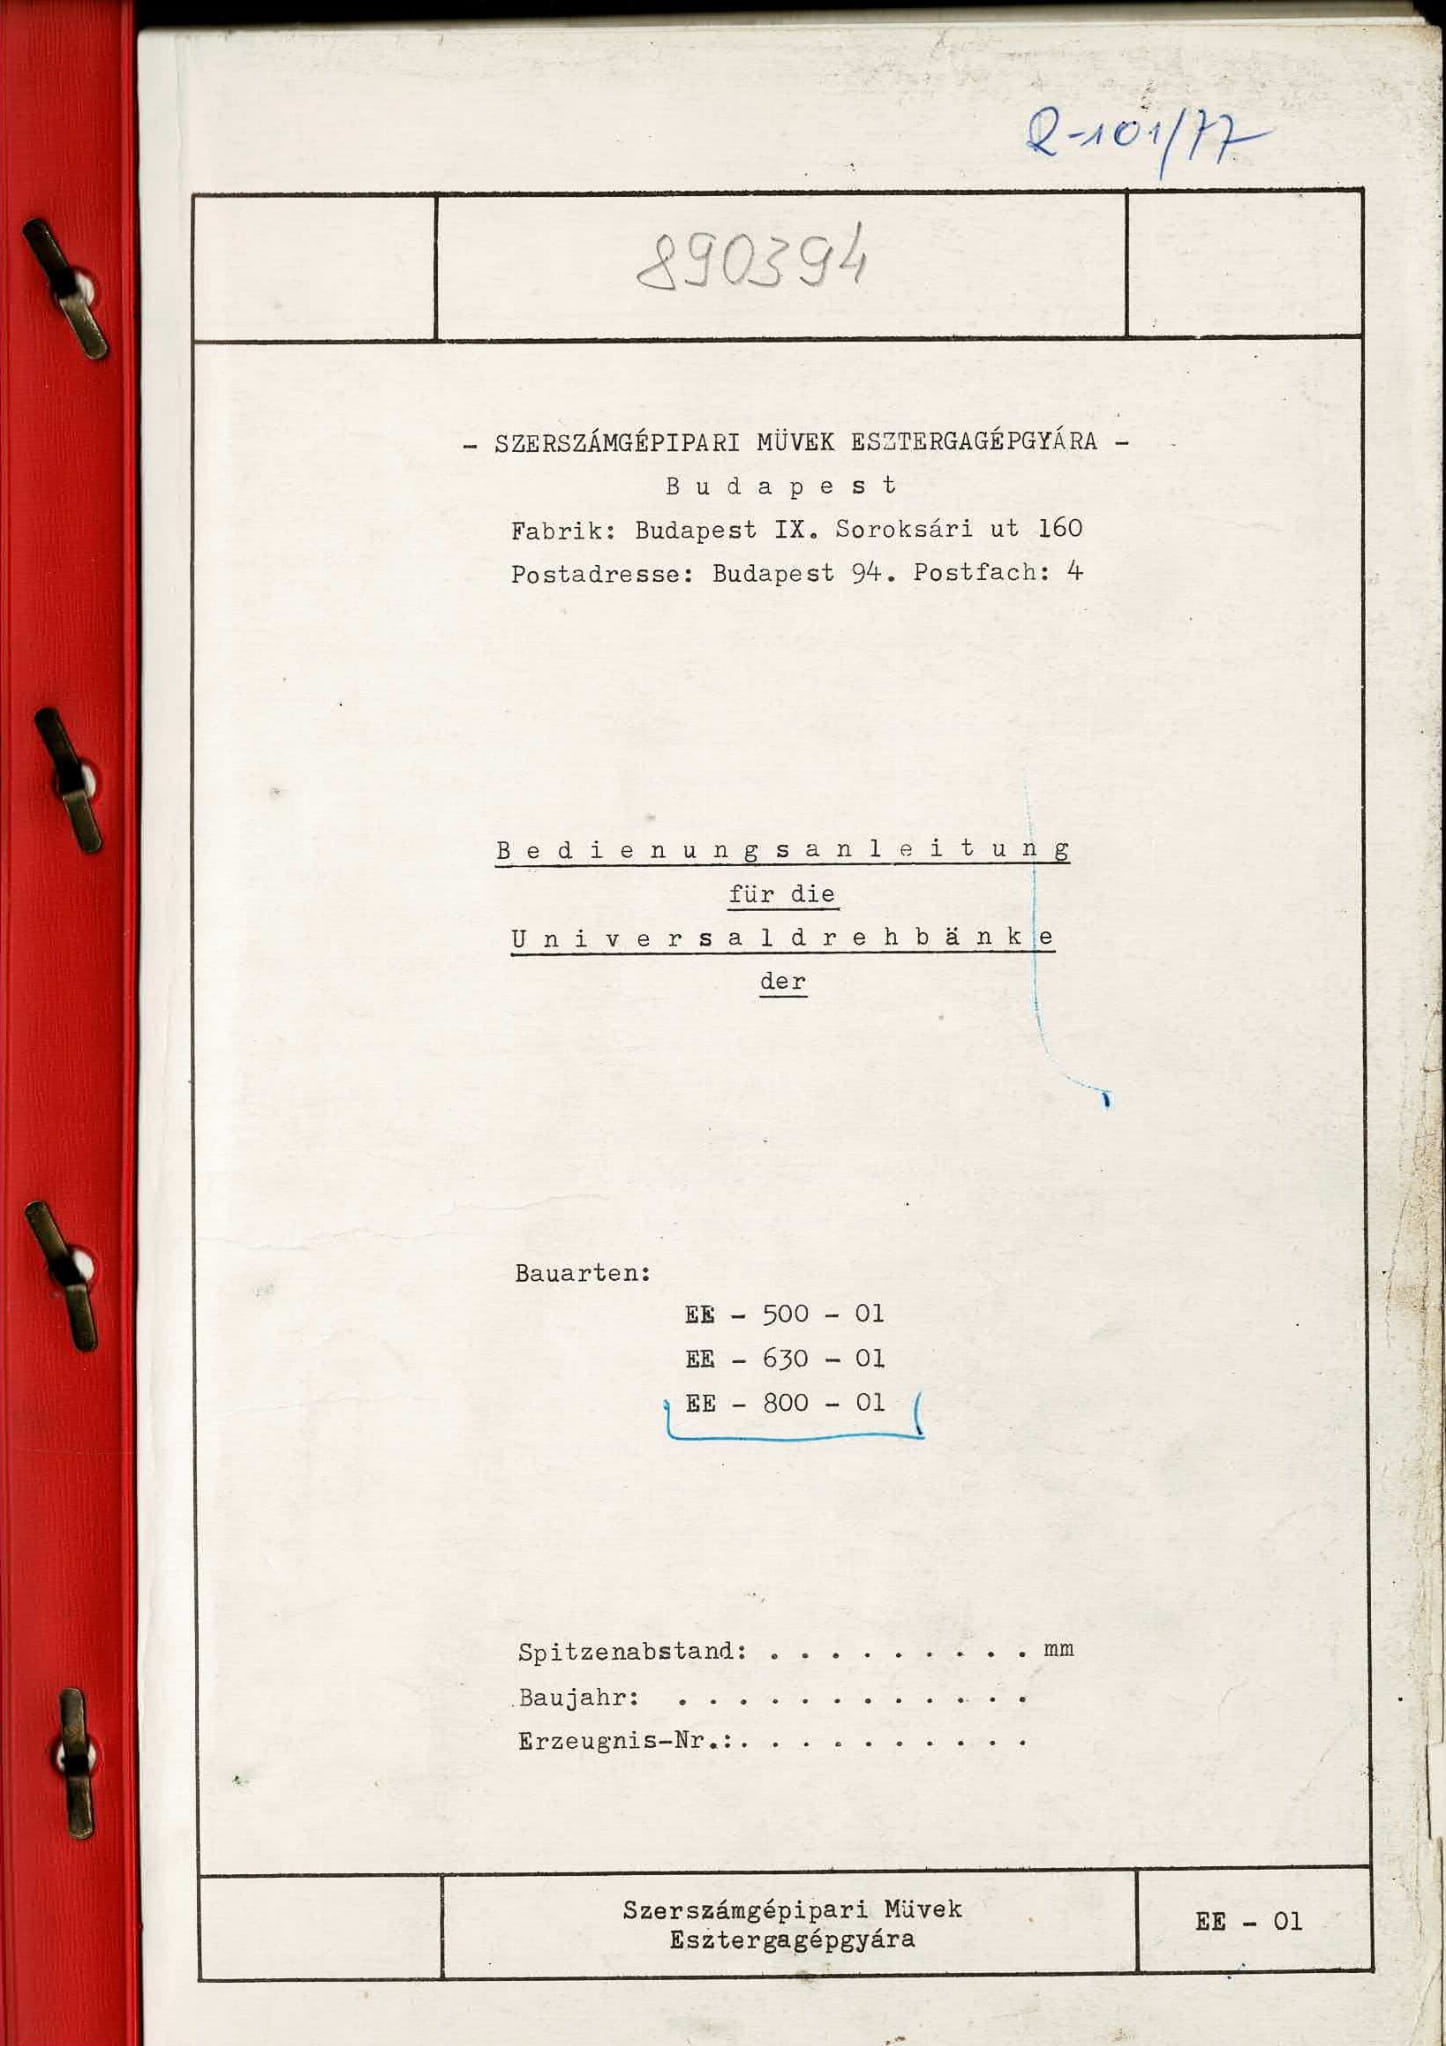 R-101/77
890394
- SZERSZÁMGÉPIPARI MÜVEK ESZTERGAGÉPGYÁRA -
B u d a p e s t
Fabrik: Budapest IX. Soroksári ut 160
Postadresse: Budapest 94. Postfach: 4
B e d i e n u n g s a n l e i t u n g
für die
U n i v e r s a l d r e h b ä n k e
der
Bauarten:
EE - 500 - 01
EE - 630 - 01
EE - 800 - 01
Spitzenabstand: . . . . . . . . . mm
Baujahr: . . . . . . . . . . . .
Erzeugnis-Nr.:. . . . . . . . . .
Szerszámgépipari Müvek
Esztergagépgyára
EE - 01